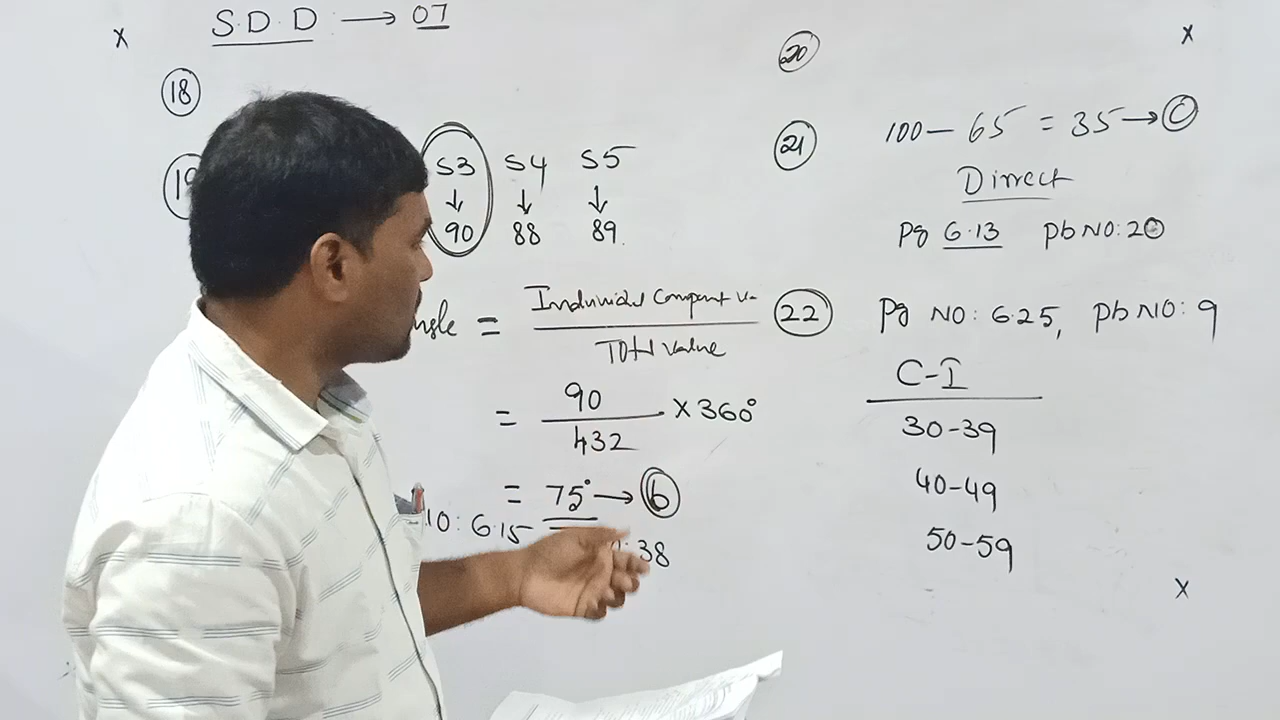 S.D.D → 07
x
x
18
19
S3 S4 S5
↓ ↓ ↓
90 88 89.
= Individual Component
Total value
= 90/432 × 360°
= 75° → b
: 6.15 38
20
21
100 – 65 = 35 → C
Direct
Pg 6.13 Pb NO: 20
22 Pg NO: 6.25, Pb NO: 9
C-I
30-39
40-49
50-59
x